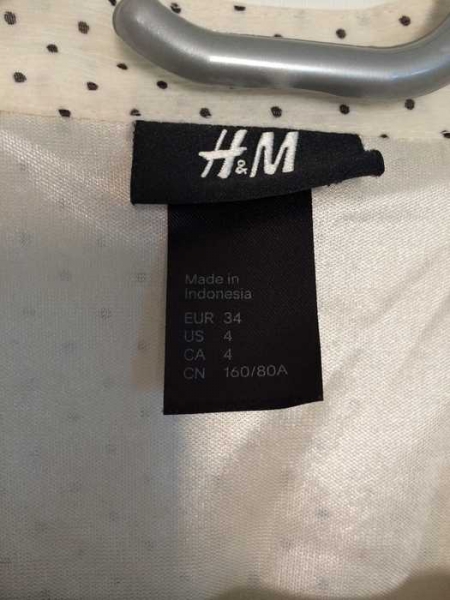 H&M
Made in
Indonesia
EUR 34
US 4
CA 4
CN 160/80A